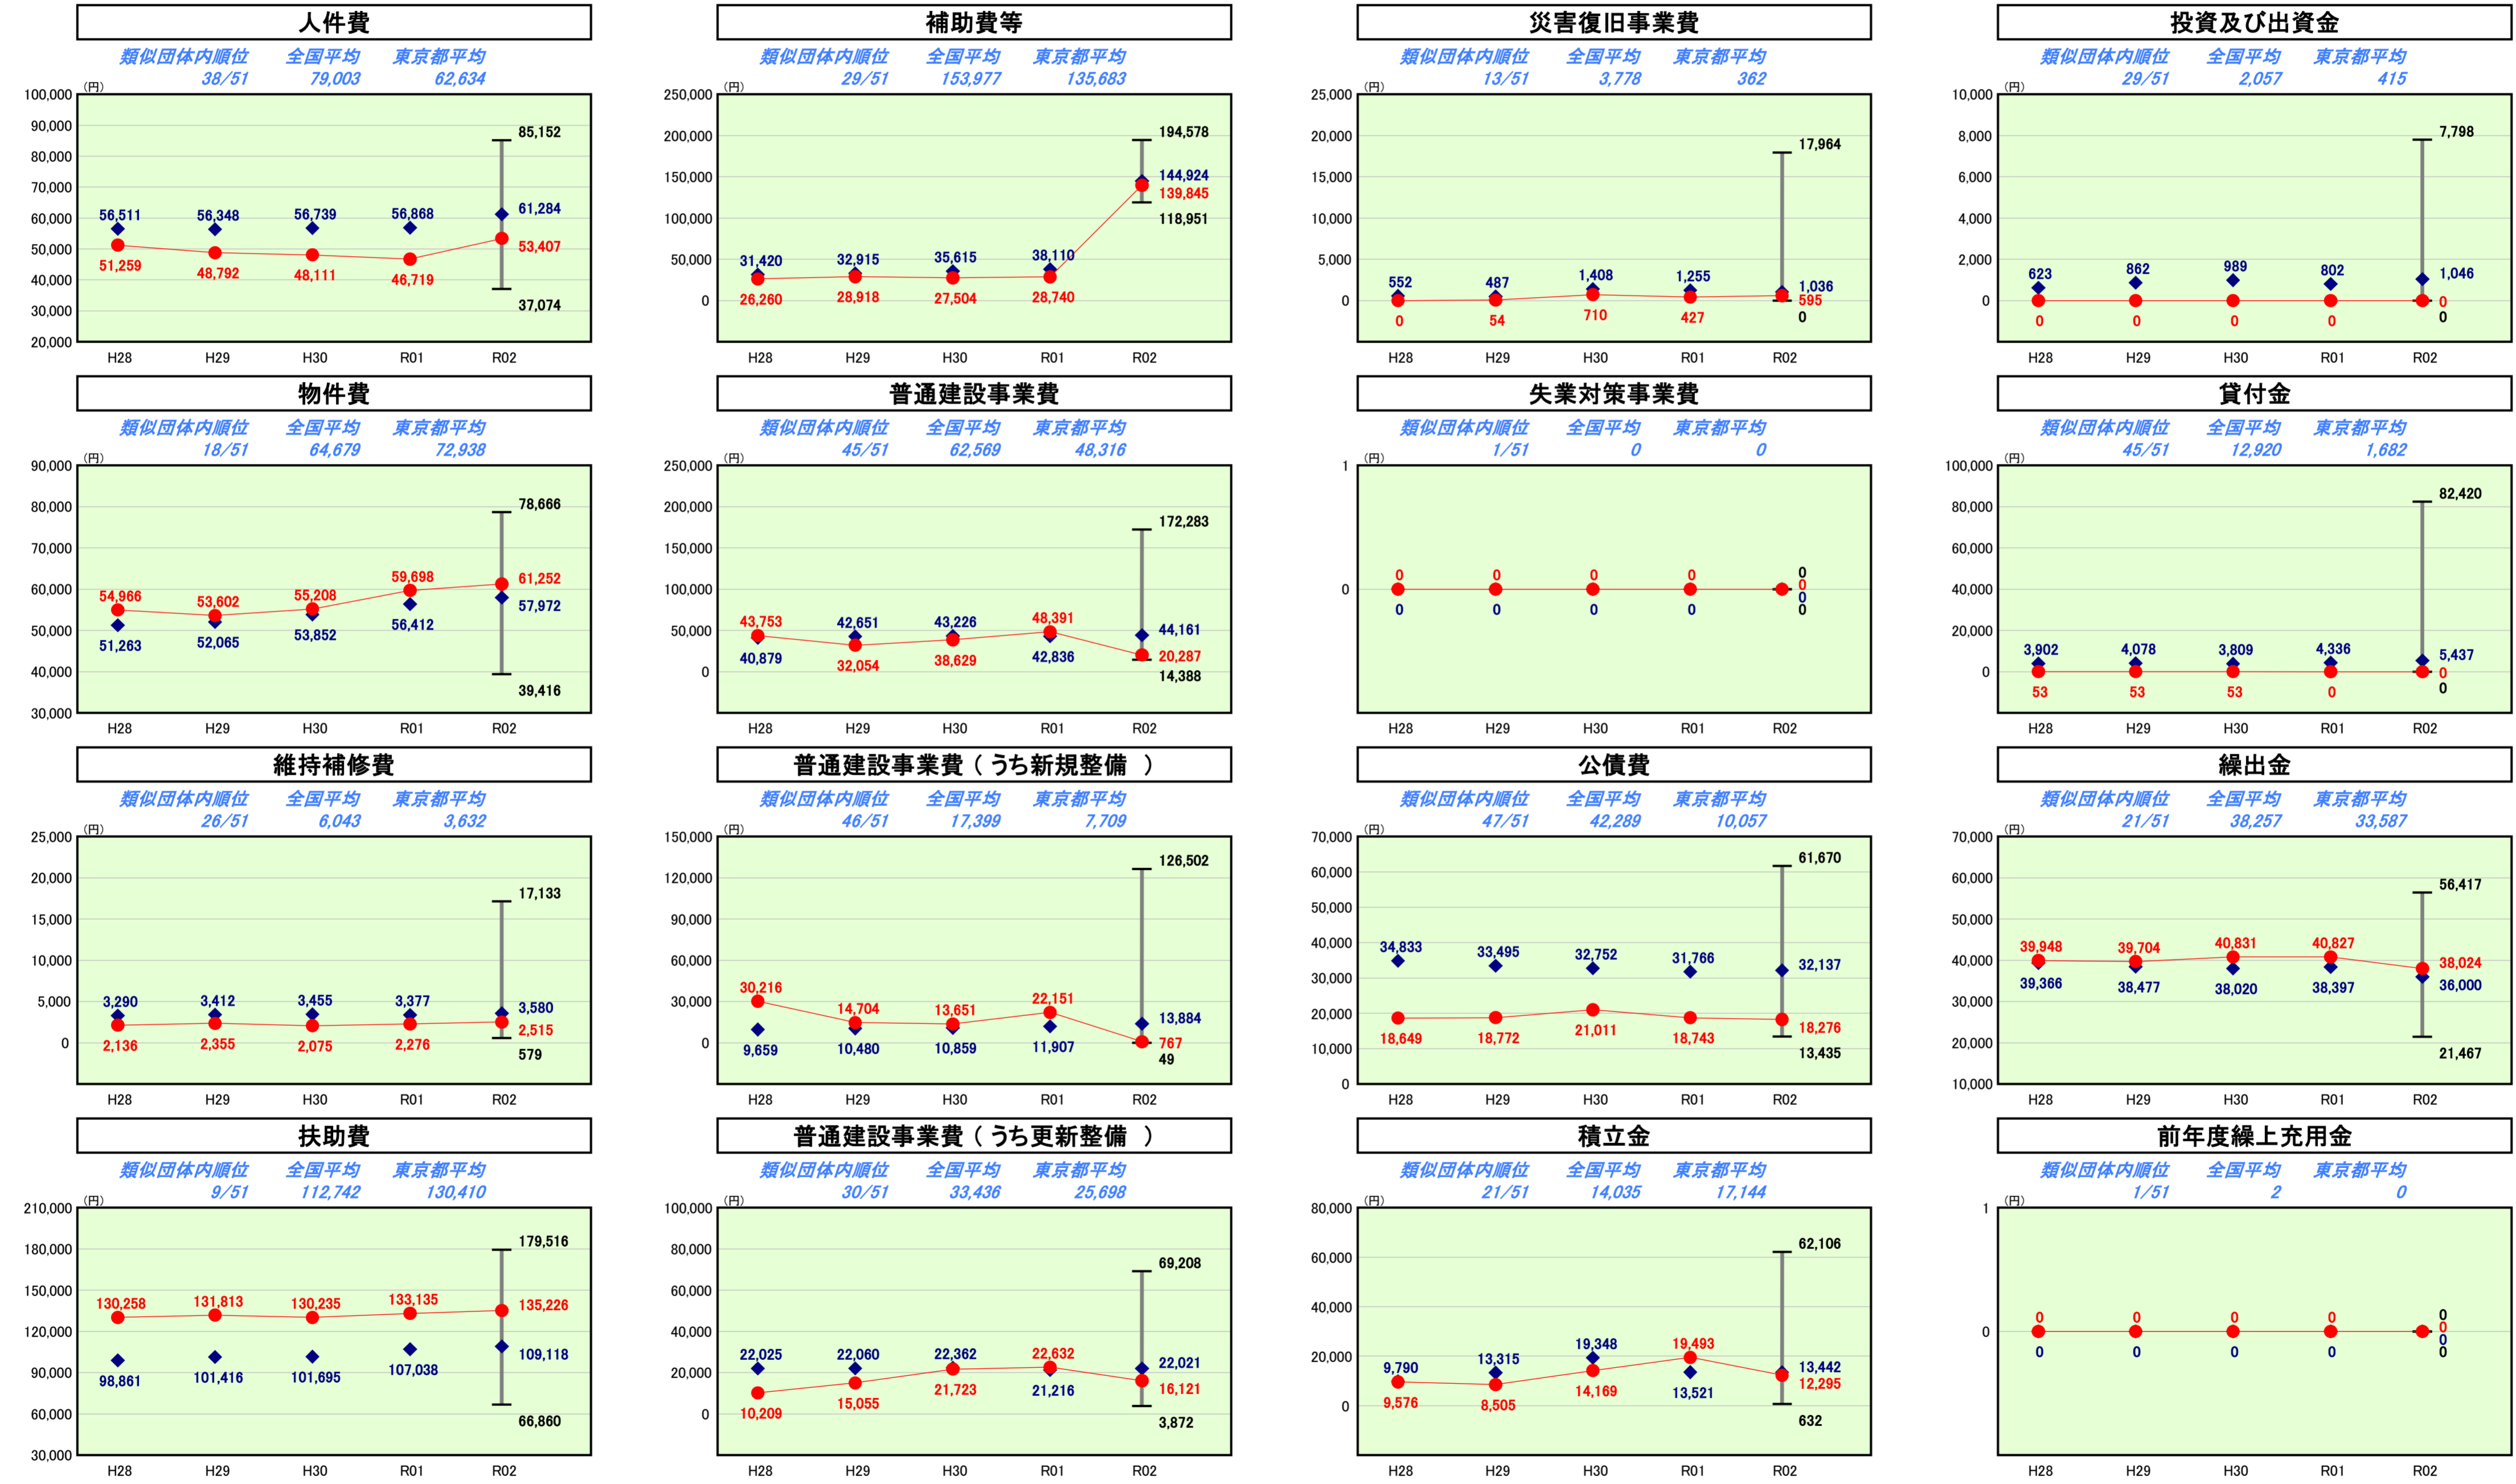 人件費
類似団体内順位 全国平均 東京都平均
38/51 79,003 62,634
(円)
100,000
90,000
80,000
70,000
60,000
50,000
40,000
30,000
20,000
85,152
56,511 56,348 56,739 56,868 61,284
51,259 48,792 48,111 46,719 53,407
37,074
H28 H29 H30 R01 R02
補助費等
類似団体内順位 全国平均 東京都平均
29/51 153,977 135,683
(円)
250,000
200,000
150,000
100,000
50,000
0
194,578
31,420 32,915 35,615 38,110 144,924
26,260 28,918 27,504 28,740 139,845
118,951
H28 H29 H30 R01 R02
災害復旧事業費
類似団体内順位 全国平均 東京都平均
13/51 3,778 362
(円)
25,000
20,000
15,000
10,000
5,000
0
17,964
552 487 1,408 1,255 1,036
0 54 710 427 595
0
H28 H29 H30 R01 R02
投資及び出資金
類似団体内順位 全国平均 東京都平均
29/51 2,057 415
(円)
10,000
8,000
6,000
4,000
2,000
0
7,798
623 862 989 802 1,046
0 0 0 0 0
0
H28 H29 H30 R01 R02
物件費
類似団体内順位 全国平均 東京都平均
18/51 64,679 72,938
(円)
90,000
80,000
70,000
60,000
50,000
40,000
30,000
78,666
54,966 53,602 55,208 59,698 61,252
51,263 52,065 53,852 56,412 57,972
39,416
H28 H29 H30 R01 R02
普通建設事業費
類似団体内順位 全国平均 東京都平均
45/51 62,569 48,316
(円)
250,000
200,000
150,000
100,000
50,000
0
172,283
43,753 42,651 43,226 48,391 44,161
40,879 32,054 38,629 42,836 20,287
14,388
H28 H29 H30 R01 R02
失業対策事業費
類似団体内順位 全国平均 東京都平均
1/51 0 0
(円)
1
0
0
0 0 0 0 0
0 0 0 0 0
0
H28 H29 H30 R01 R02
貸付金
類似団体内順位 全国平均 東京都平均
45/51 12,920 1,682
(円)
100,000
80,000
60,000
40,000
20,000
0
82,420
3,902 4,078 3,809 4,336 5,437
53 53 53 0 0
0
H28 H29 H30 R01 R02
維持補修費
類似団体内順位 全国平均 東京都平均
26/51 6,043 3,632
(円)
25,000
20,000
15,000
10,000
5,000
0
17,133
3,290 3,412 3,455 3,377 3,580
2,136 2,355 2,075 2,276 2,515
579
H28 H29 H30 R01 R02
普通建設事業費（うち新規整備 ）
類似団体内順位 全国平均 東京都平均
46/51 17,399 7,709
(円)
150,000
120,000
90,000
60,000
30,000
0
126,502
30,216 14,704 13,651 22,151 13,884
9,659 10,480 10,859 11,907 767
49
H28 H29 H30 R01 R02
公債費
類似団体内順位 全国平均 東京都平均
47/51 42,289 10,057
(円)
70,000
60,000
50,000
40,000
30,000
20,000
10,000
0
61,670
34,833 33,495 32,752 31,766 32,137
18,649 18,772 21,011 18,743 18,276
13,435
H28 H29 H30 R01 R02
繰出金
類似団体内順位 全国平均 東京都平均
21/51 38,257 33,587
(円)
70,000
60,000
50,000
40,000
30,000
20,000
10,000
56,417
39,948 39,704 40,831 40,827 38,024
39,366 38,477 38,020 38,397 36,000
21,467
H28 H29 H30 R01 R02
扶助費
類似団体内順位 全国平均 東京都平均
9/51 112,742 130,410
(円)
210,000
180,000
150,000
120,000
90,000
60,000
30,000
179,516
130,258 131,813 130,235 133,135 135,226
98,861 101,416 101,695 107,038 109,118
66,860
H28 H29 H30 R01 R02
普通建設事業費（うち更新整備 ）
類似団体内順位 全国平均 東京都平均
30/51 33,436 25,698
(円)
100,000
80,000
60,000
40,000
20,000
0
69,208
22,025 22,060 22,362 22,632 22,021
10,209 15,055 21,723 21,216 16,121
3,872
H28 H29 H30 R01 R02
積立金
類似団体内順位 全国平均 東京都平均
21/51 14,035 17,144
(円)
80,000
60,000
40,000
20,000
0
62,106
9,790 13,315 19,348 19,493 13,442
9,576 8,505 14,169 13,521 12,295
632
H28 H29 H30 R01 R02
前年度繰上充用金
類似団体内順位 全国平均 東京都平均
1/51 2 0
(円)
1
0
0
0 0 0 0 0
0 0 0 0 0
0
H28 H29 H30 R01 R02